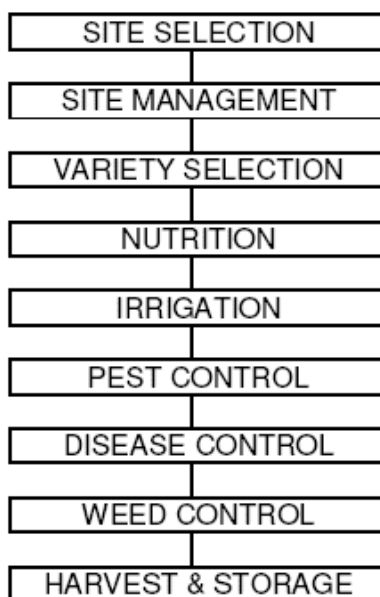 SITE SELECTION
SITE MANAGEMENT
VARIETY SELECTION
NUTRITION
IRRIGATION
PEST CONTROL
DISEASE CONTROL
WEED CONTROL
HARVEST & STORAGE